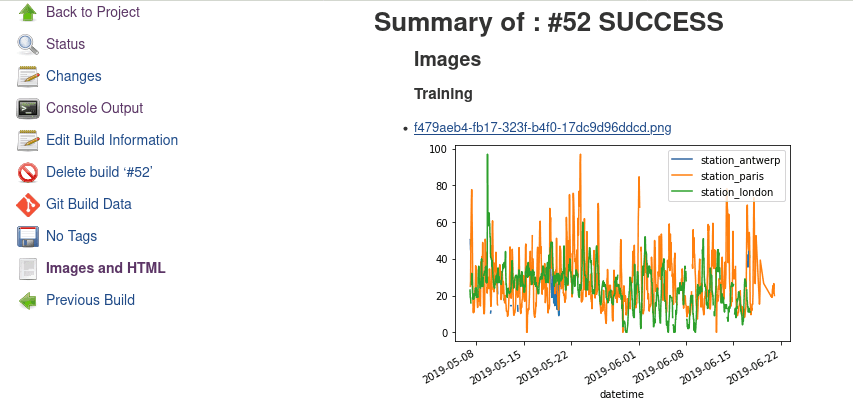 Back to Project
Status
Changes
Console Output
Edit Build Information
Delete build ‘#52’
Git Build Data
No Tags
Images and HTML
Previous Build
Summary of : #52 SUCCESS
Images
Training
f479aeb4-fb17-323f-b4f0-17dc9d96ddcd.png
100
80
60
40
20
0
station_antwerp
station_paris
station_london
2019-05-08
2019-05-15
2019-05-22
2019-06-01
2019-06-08
2019-06-15
2019-06-22
datetime